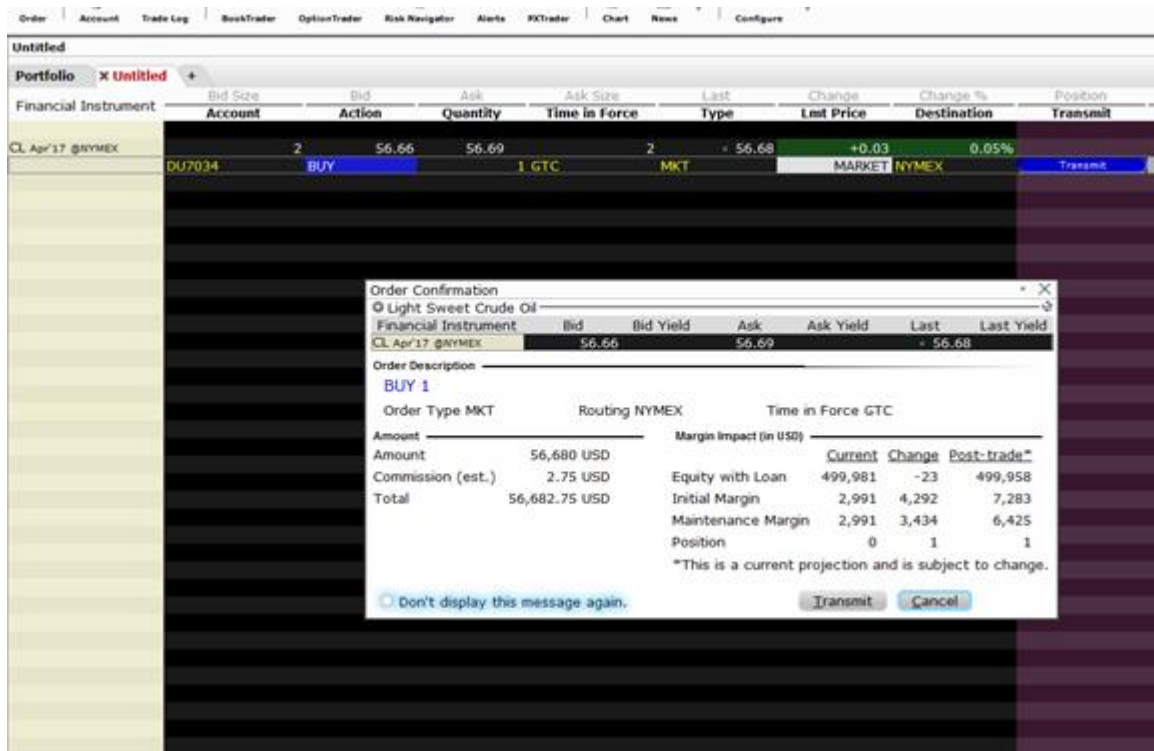 Order Account Trade Log BookTrader OptionTrader Risk Navigator Alerts FXTrader Chart News Configure
Untitled
Portfolio × Untitled +
Financial Instrument
Bid Size Bid Ask Ask Size Last Change Change % Position
Account Action Quantity Time in Force Type Lmt Price Destination Transmit
CL Apr'17 @NYMEX 2 56.66 56.69 2 - 56.68 +0.03 0.05%
DU7034 BUY 1 GTC MKT MARKET NYMEX Transmit
Order Confirmation
Light Sweet Crude Oil
Financial Instrument Bid Bid Yield Ask Ask Yield Last Last Yield
CL Apr'17 @NYMEX 56.66 56.69 - 56.68
Order Description
BUY 1
Order Type MKT Routing NYMEX Time in Force GTC
Amount Margin Impact (in USD)
Amount 56,680 USD Current Change Post-trade*
Commission (est.) 2.75 USD Equity with Loan 499,981 -23 499,958
Total 56,682.75 USD Initial Margin 2,991 4,292 7,283
Maintenance Margin 2,991 3,434 6,425
Position 0 1 1
*This is a current projection and is subject to change.
Don't display this message again. Transmit Cancel